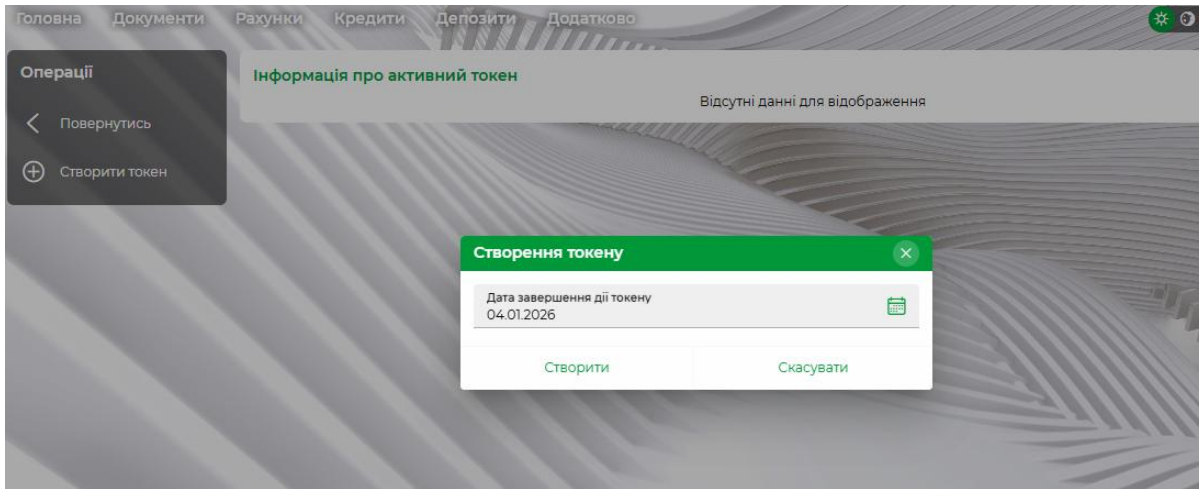 Головна Документи Рахунки Кредити Депозити Додатково
Операції
Повернутись
Створити токен
Інформація про активний токен
Відсутні данні для відображення
Створення токену
Дата завершення дії токену
04.01.2026
Створити Скасувати